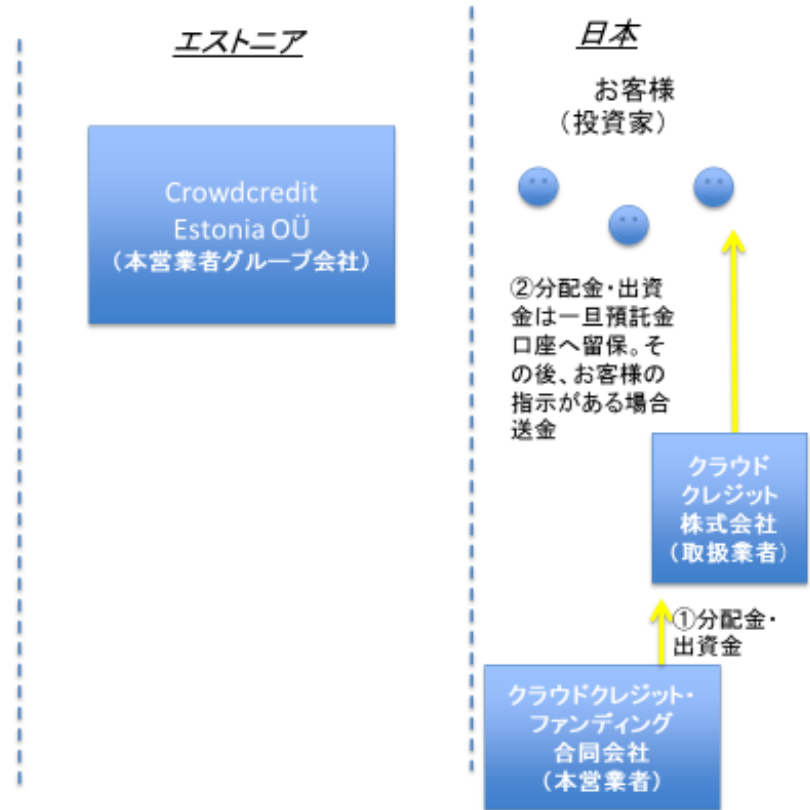 エストニア
Crowdcredit
Estonia OÜ
（本営業者グループ会社）
日本
お客様
（投資家）
②分配金・出資
金は一旦預託金
口座へ留保。そ
の後、お客様の
指示がある場合
送金
クラウド
クレジット
株式会社
（取扱業者）
①分配金・
出資金
クラウドクレジット・
ファンディング
合同会社
（本営業者）